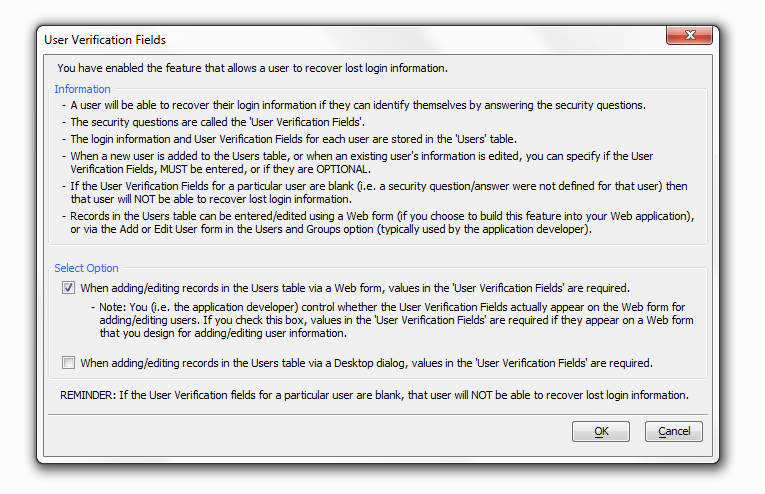 User Verification Fields
You have enabled the feature that allows a user to recover lost login information.
Information
- A user will be able to recover their login information if they can identify themselves by answering the security questions.
- The security questions are called the 'User Verification Fields'.
- The login information and User Verification Fields for each user are stored in the 'Users' table.
- When a new user is added to the Users table, or when an existing user's information is edited, you can specify if the User
Verification Fields, MUST be entered, or if they are OPTIONAL.
- If the User Verification Fields for a particular user are blank (i.e. a security question/answer were not defined for that user) then
that user will NOT be able to recover lost login information.
- Records in the Users table can be entered/edited using a Web form (if you choose to build this feature into your Web application),
or via the Add or Edit User form in the Users and Groups option (typically used by the application developer).
Select Option
When adding/editing records in the Users table via a Web form, values in the 'User Verification Fields' are required.
- Note: You (i.e. the application developer) control whether the User Verification Fields actually appear on the Web form for
adding/editing users. If you check this box, values in the 'User Verification Fields' are required if they appear on a Web form
that you design for adding/editing user information.
When adding/editing records in the Users table via a Desktop dialog, values in the 'User Verification Fields' are required.
REMINDER: If the User Verification fields for a particular user are blank, that user will NOT be able to recover lost login information.
OK Cancel